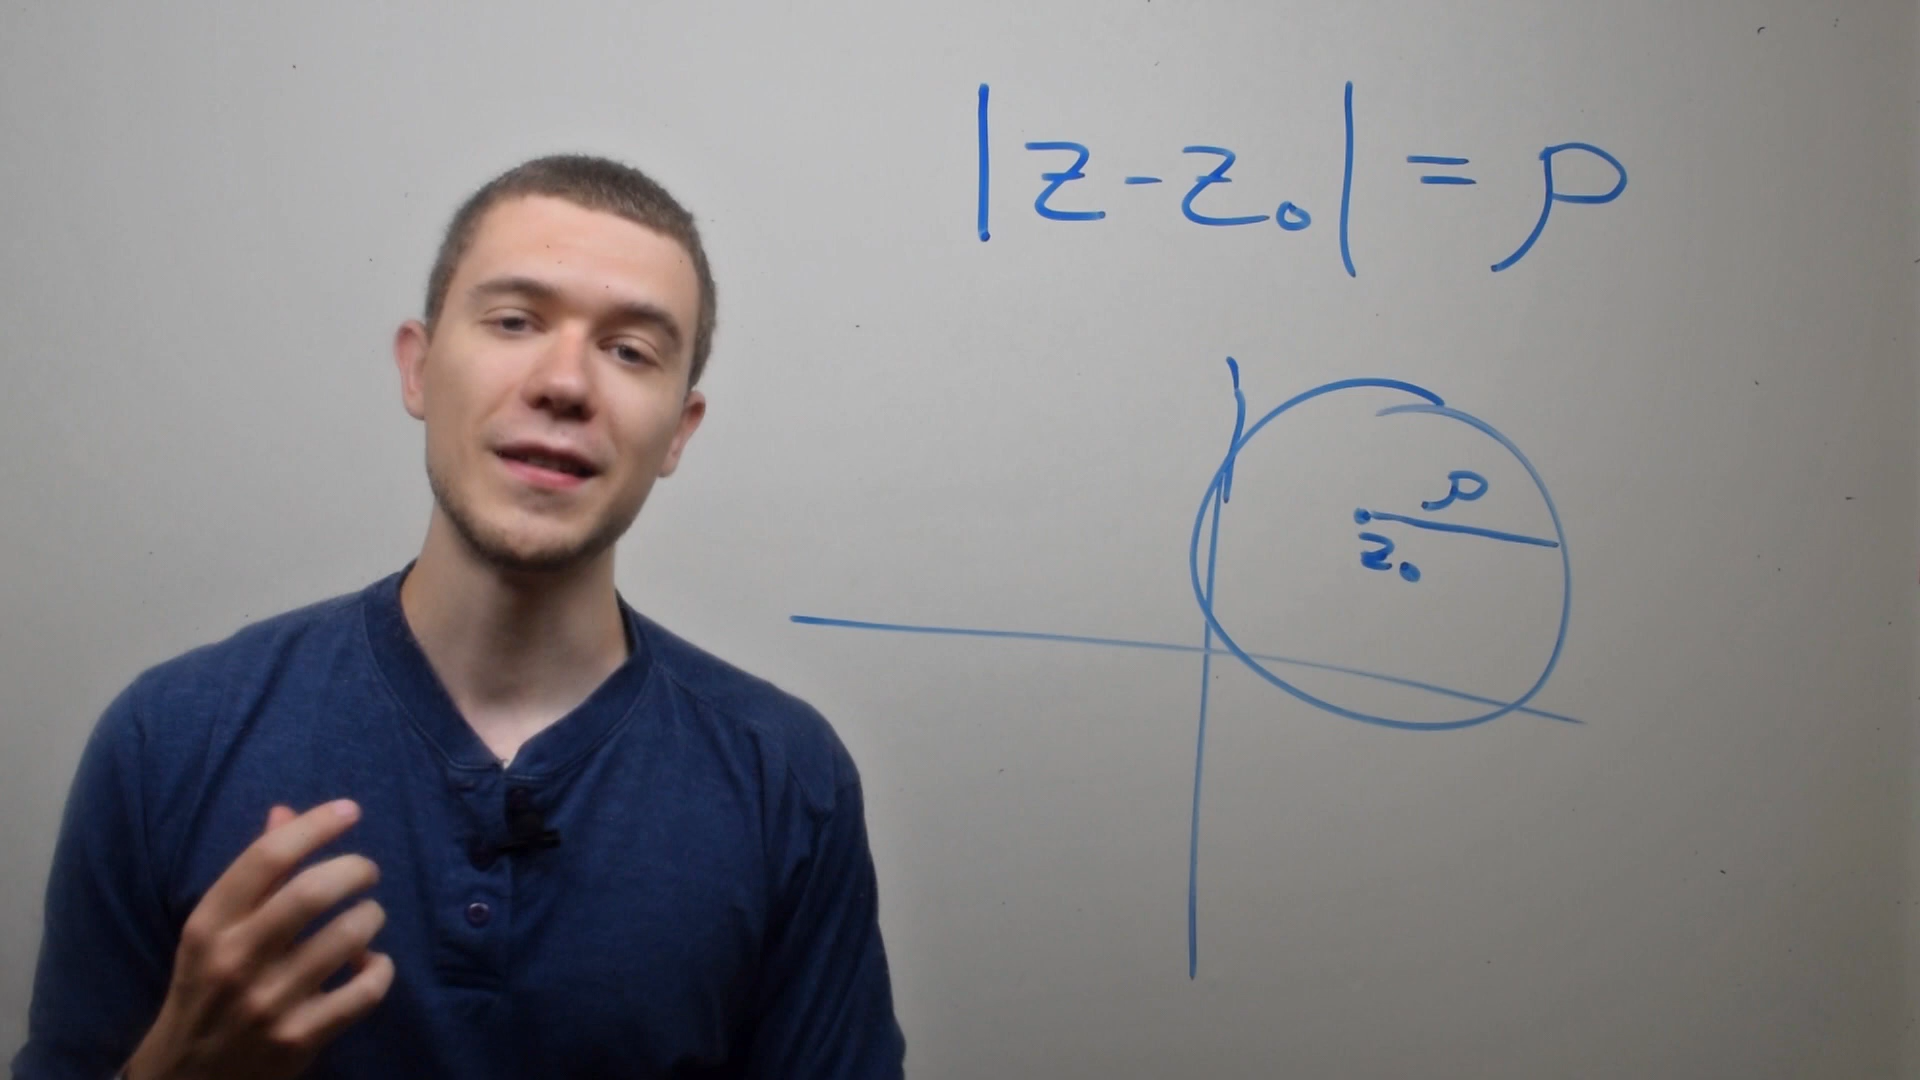 |z-z₀| = ρ
ρ
z₀